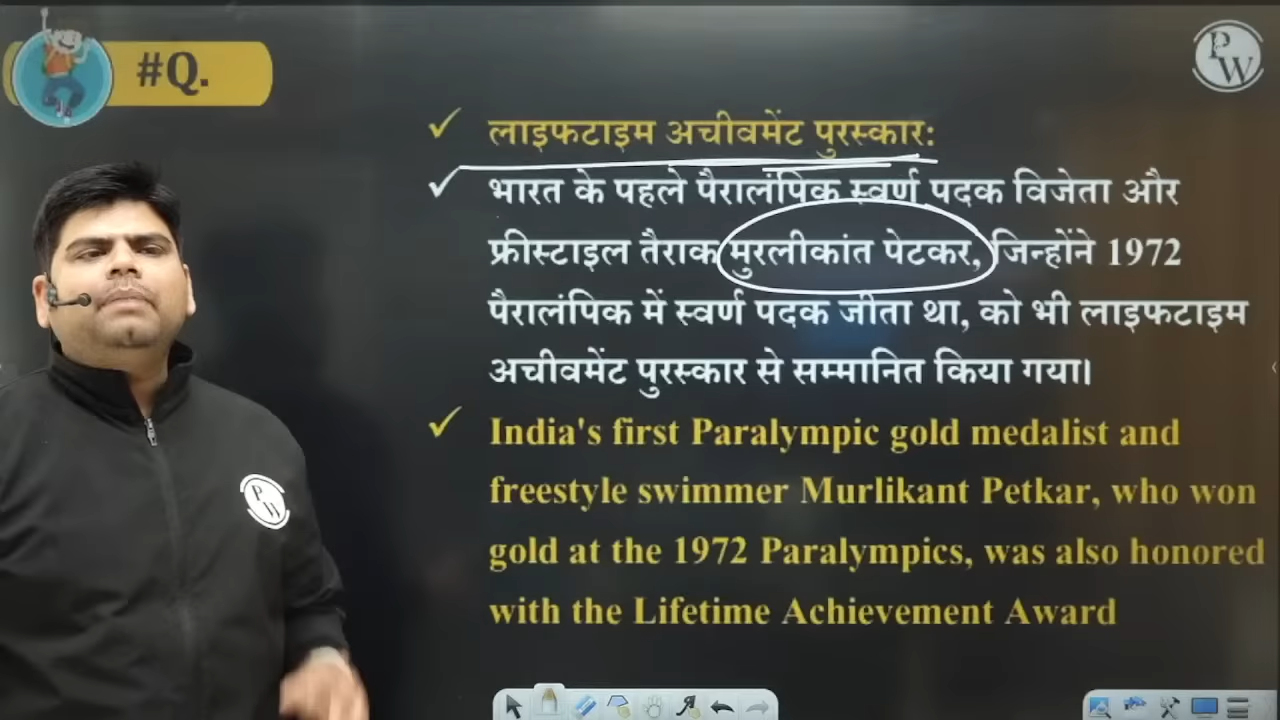 #Q.
PW
लाइफटाइम अचीवमेंट पुरस्कार:
भारत के पहले पैरालंपिक स्वर्ण पदक विजेता और
फ्रीस्टाइल तैराक मुरलीकांत पेटकर, जिन्होंने 1972
पैरालंपिक में स्वर्ण पदक जीता था, को भी लाइफटाइम
अचीवमेंट पुरस्कार से सम्मानित किया गया।
India's first Paralympic gold medalist and
freestyle swimmer Murlikant Petkar, who won
gold at the 1972 Paralympics, was also honored
with the Lifetime Achievement Award
PW